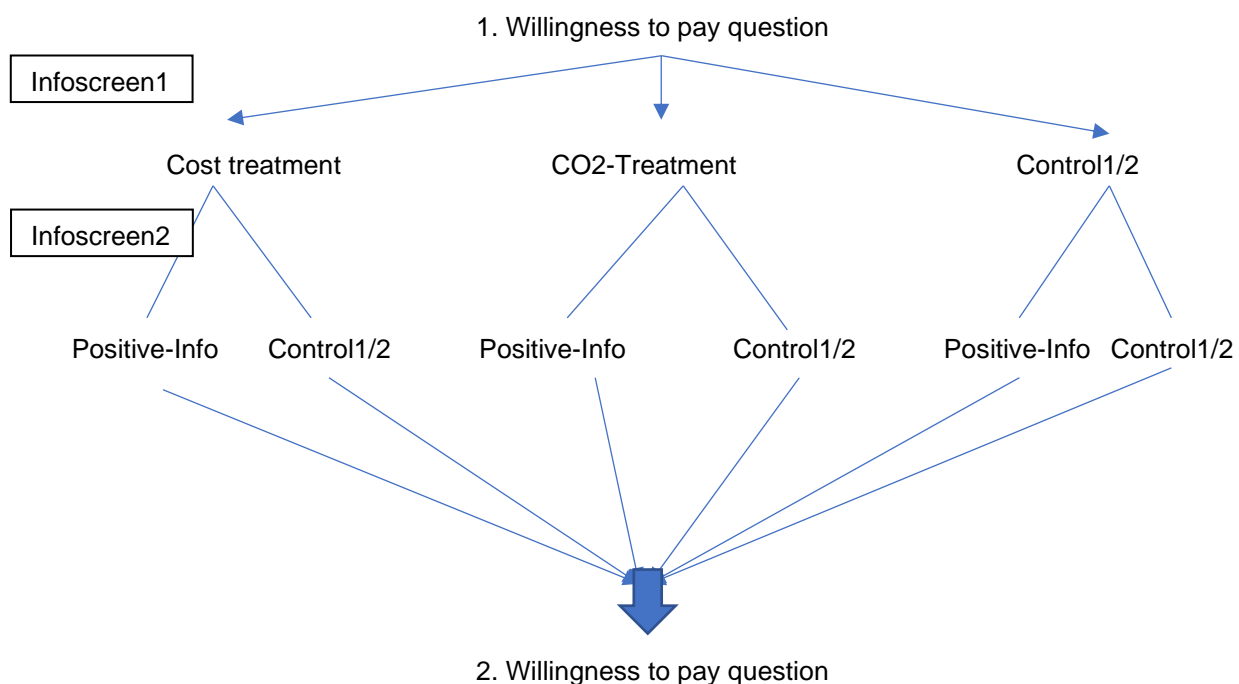 1. Willingness to pay question
Infoscreen1
Cost treatment
CO2-Treatment
Control1/2
Infoscreen2
Positive-Info
Control1/2
Positive-Info
Control1/2
Positive-Info
Control1/2
2. Willingness to pay question